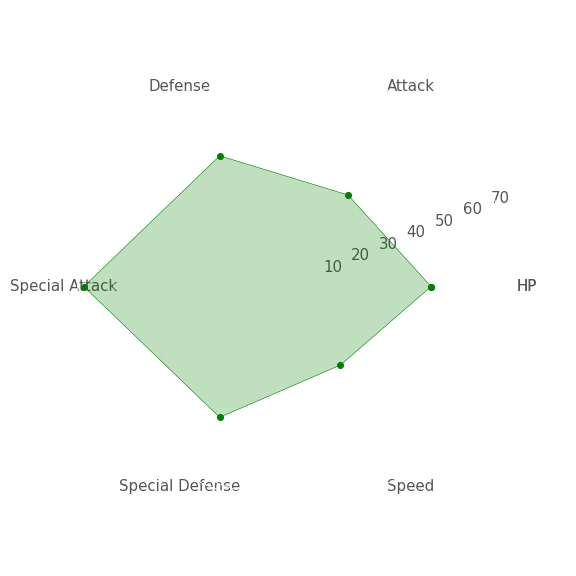 Defense
Attack
70
60
50
40
30
20
10
Special Attack
HP
Special Defense
Speed